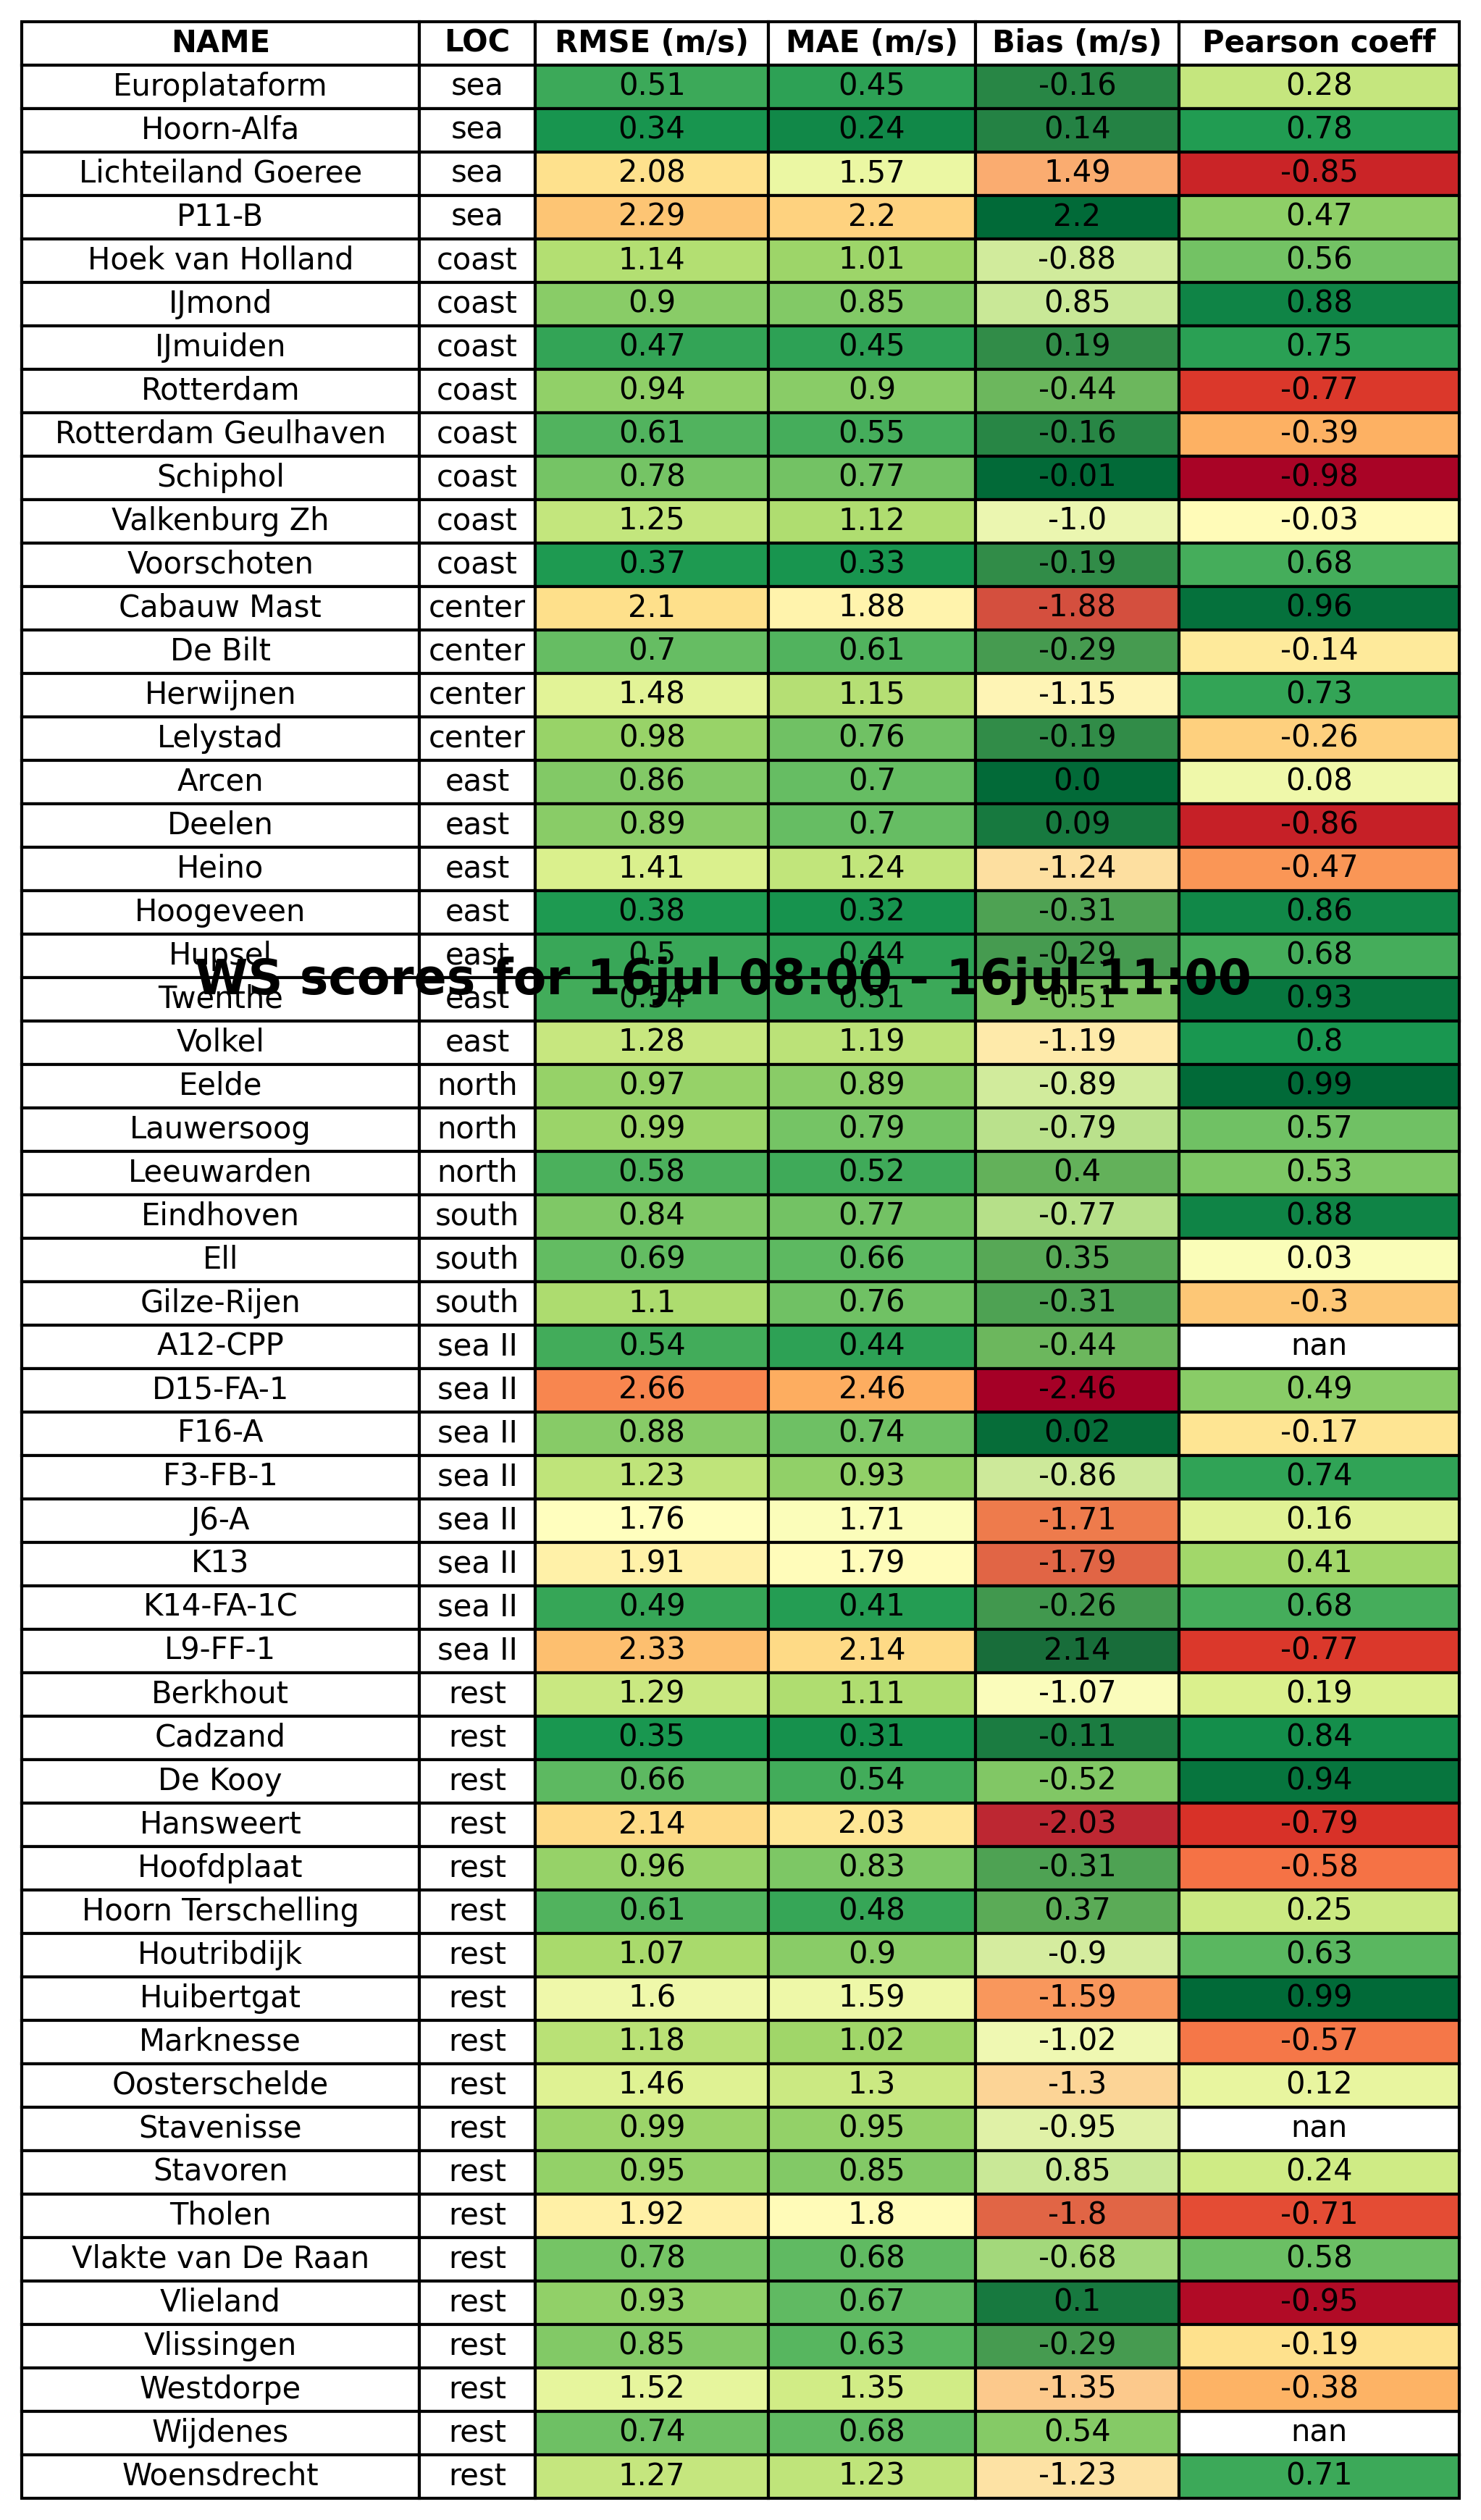 NAME LOC RMSE (m/s) MAE (m/s) Bias (m/s) Pearson coeff
Europlataform sea 0.51 0.45 -0.16 0.28
Hoorn-Alfa sea 0.34 0.24 0.14 0.78
Lichteiland Goeree sea 2.08 1.57 1.49 -0.85
P11-B sea 2.29 2.2 2.2 0.47
Hoek van Holland coast 1.14 1.01 -0.88 0.56
IJmond coast 0.9 0.85 0.85 0.88
IJmuiden coast 0.47 0.45 0.19 0.75
Rotterdam coast 0.94 0.9 -0.44 -0.77
Rotterdam Geulhaven coast 0.61 0.55 -0.16 -0.39
Schiphol coast 0.78 0.77 -0.01 -0.98
Valkenburg Zh coast 1.25 1.12 -1.0 -0.03
Voorschoten coast 0.37 0.33 -0.19 0.68
Cabauw Mast center 2.1 1.88 -1.88 0.96
De Bilt center 0.7 0.61 -0.29 -0.14
Herwijnen center 1.48 1.15 -1.15 0.73
Lelystad center 0.98 0.76 -0.19 -0.26
Arcen east 0.86 0.7 0.0 0.08
Deelen east 0.89 0.7 0.09 -0.86
Heino east 1.41 1.24 -1.24 -0.47
Hoogeveen east 0.38 0.32 -0.31 0.86
Hupsel east 0.5 0.44 -0.29 0.68
WS scores for 16jul 08:00 - 16jul 11:00
Twenthe east 0.54 0.51 -0.51 0.93
Volkel east 1.28 1.19 -1.19 0.8
Eelde north 0.97 0.89 -0.89 0.99
Lauwersoog north 0.99 0.79 -0.79 0.57
Leeuwarden north 0.58 0.52 0.4 0.53
Eindhoven south 0.84 0.77 -0.77 0.88
Ell south 0.69 0.66 0.35 0.03
Gilze-Rijen south 1.1 0.76 -0.31 -0.3
A12-CPP sea II 0.54 0.44 -0.44 nan
D15-FA-1 sea II 2.66 2.46 -2.46 0.49
F16-A sea II 0.88 0.74 0.02 -0.17
F3-FB-1 sea II 1.23 0.93 -0.86 0.74
J6-A sea II 1.76 1.71 -1.71 0.16
K13 sea II 1.91 1.79 -1.79 0.41
K14-FA-1C sea II 0.49 0.41 -0.26 0.68
L9-FF-1 sea II 2.33 2.14 2.14 -0.77
Berkhout rest 1.29 1.11 -1.07 0.19
Cadzand rest 0.35 0.31 -0.11 0.84
De Kooy rest 0.66 0.54 -0.52 0.94
Hansweert rest 2.14 2.03 -2.03 -0.79
Hoofdplaat rest 0.96 0.83 -0.31 -0.58
Hoorn Terschelling rest 0.61 0.48 0.37 0.25
Houtribdijk rest 1.07 0.9 -0.9 0.63
Huibertgat rest 1.6 1.59 -1.59 0.99
Marknesse rest 1.18 1.02 -1.02 -0.57
Oosterschelde rest 1.46 1.3 -1.3 0.12
Stavenisse rest 0.99 0.95 -0.95 nan
Stavoren rest 0.95 0.85 0.85 0.24
Tholen rest 1.92 1.8 -1.8 -0.71
Vlakte van De Raan rest 0.78 0.68 -0.68 0.58
Vlieland rest 0.93 0.67 0.1 -0.95
Vlissingen rest 0.85 0.63 -0.29 -0.19
Westdorpe rest 1.52 1.35 -1.35 -0.38
Wijdenes rest 0.74 0.68 0.54 nan
Woensdrecht rest 1.27 1.23 -1.23 0.71